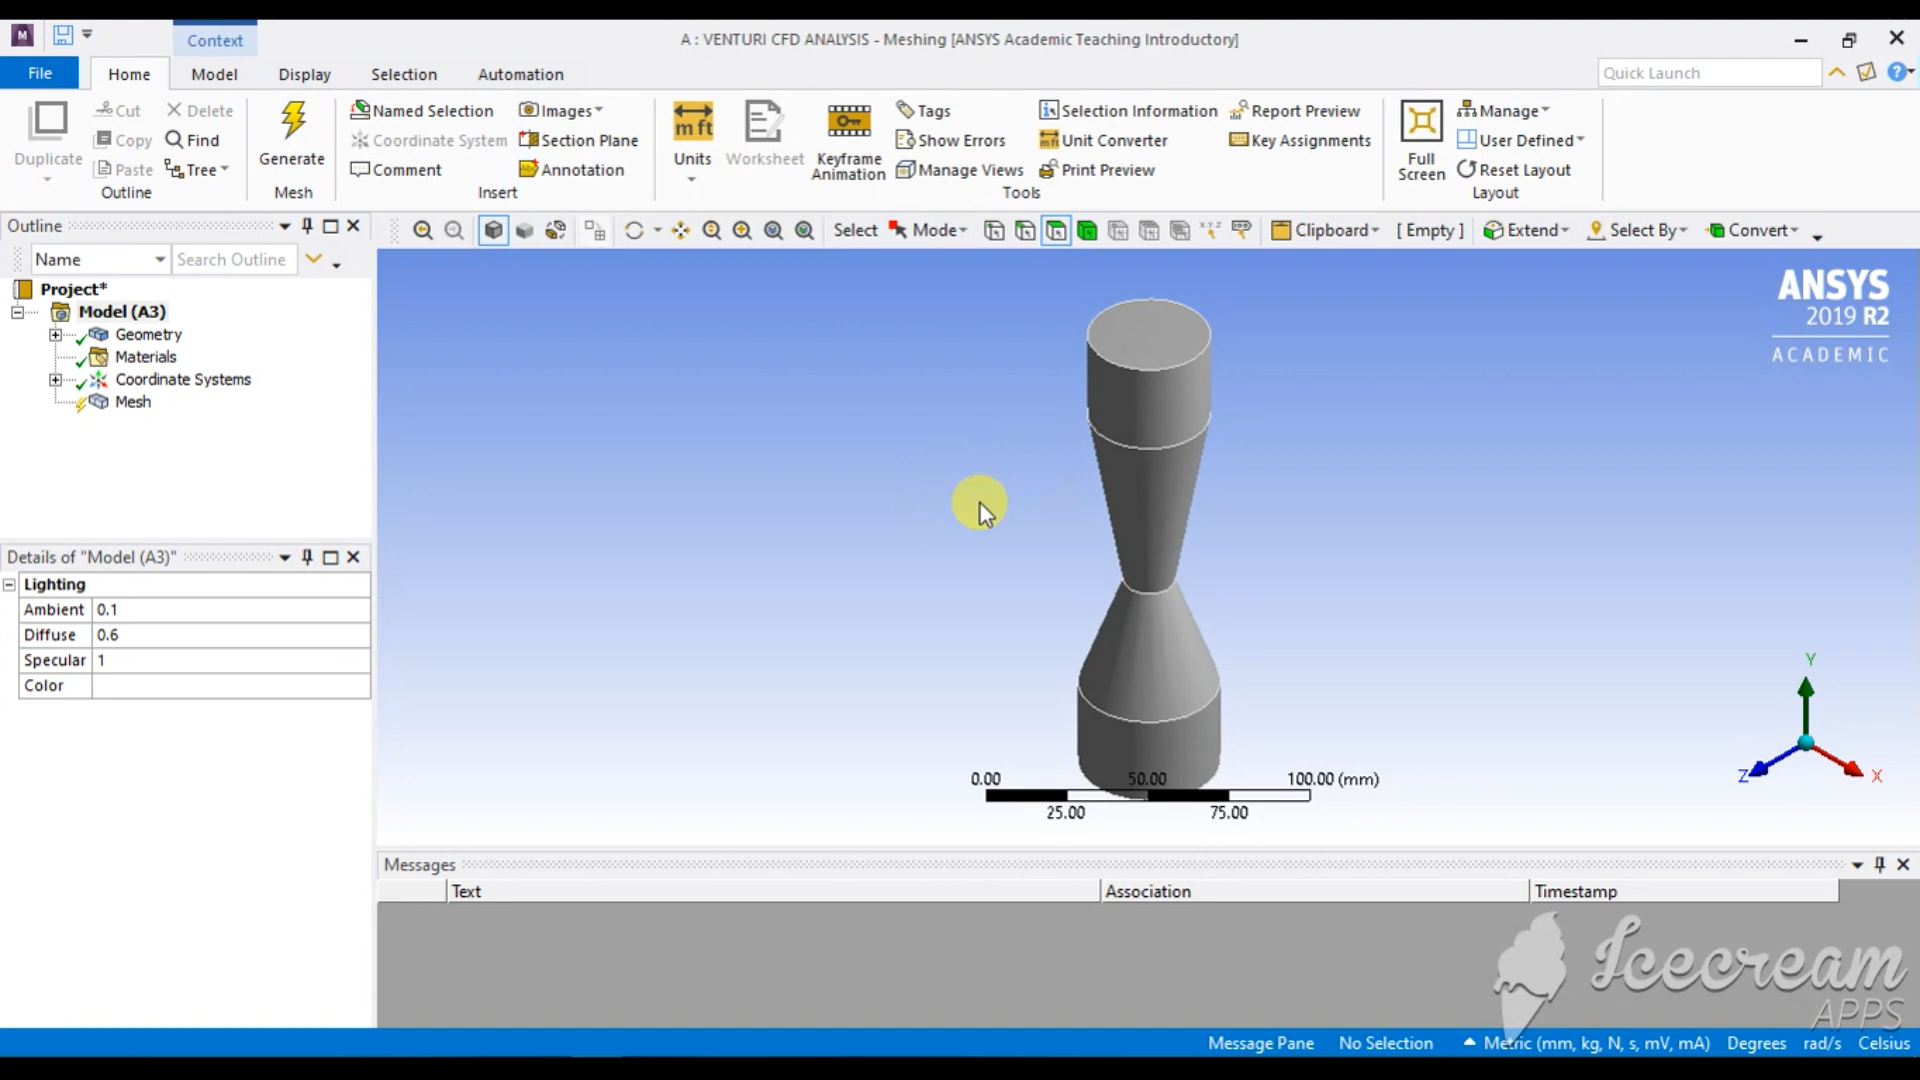 M
Context
A : VENTURI CFD ANALYSIS - Meshing [ANSYS Academic Teaching Introductory]
File Home Model Display Selection Automation
Quick Launch
Duplicate
Cut
Copy
Paste
Delete
Find
Tree
Outline
Generate
Mesh
Named Selection
Coordinate System
Comment
Images
Section Plane
Annotation
Insert
mft
Units
Worksheet
Keyframe
Animation
Tags
Show Errors
Manage Views
Selection Information
Unit Converter
Print Preview
Report Preview
Key Assignments
Tools
Full
Screen
Manage
User Defined
Reset Layout
Layout
Outline
Name Search Outline
Project*
Model (A3)
Geometry
Materials
Coordinate Systems
Mesh
Select Mode Clipboard [ Empty ] Extend Select By Convert
ANSYS
2019 R2
ACADEMIC
Details of "Model (A3)"
Lighting
Ambient 0.1
Diffuse 0.6
Specular 1
Color
0.00 50.00 100.00 (mm)
25.00 75.00
Y
Z
X
Messages
Text Association Timestamp
Icecream
APPS
Message Pane No Selection Metric (mm, kg, N, s, mV, mA) Degrees rad/s Celsius